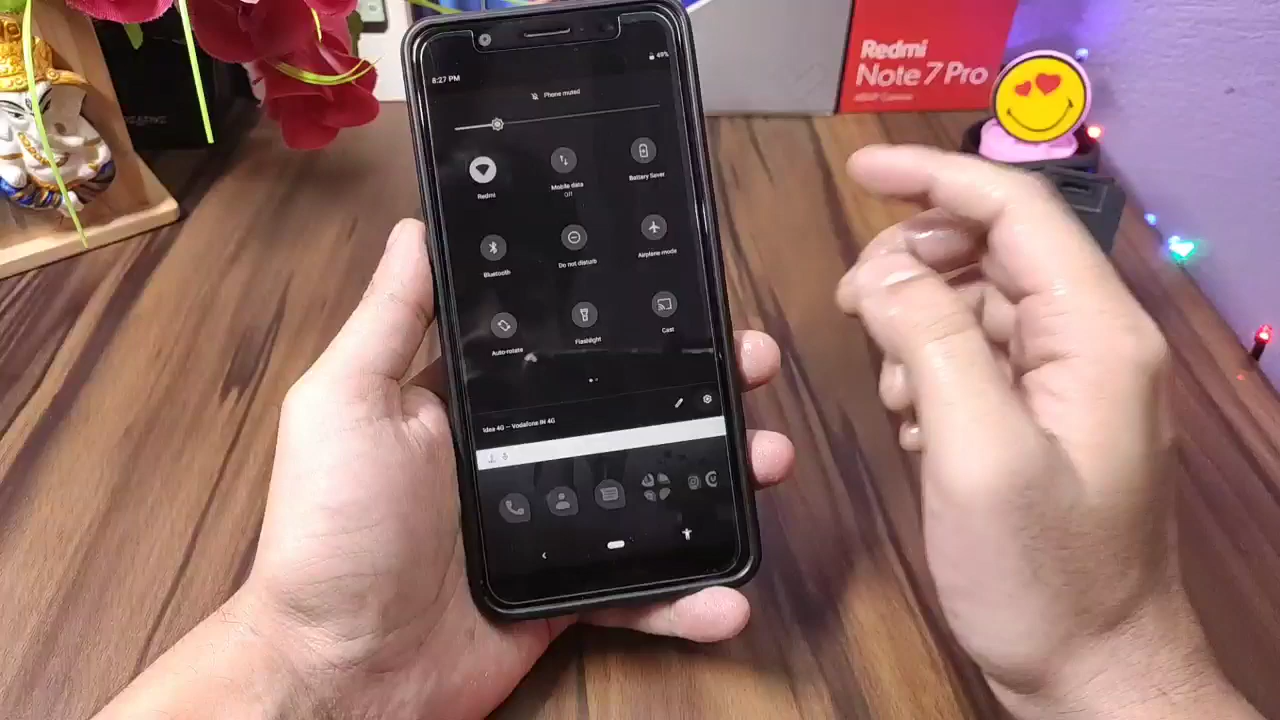 Redmi
Note 7 Pro
8:27 PM
49%
Phone muted
Redmi
Mobile data
Off
Battery Saver
Bluetooth
Do not disturb
Airplane mode
Auto-rotate
Flashlight
Cast
Idea 4G — Vodafone IN 4G